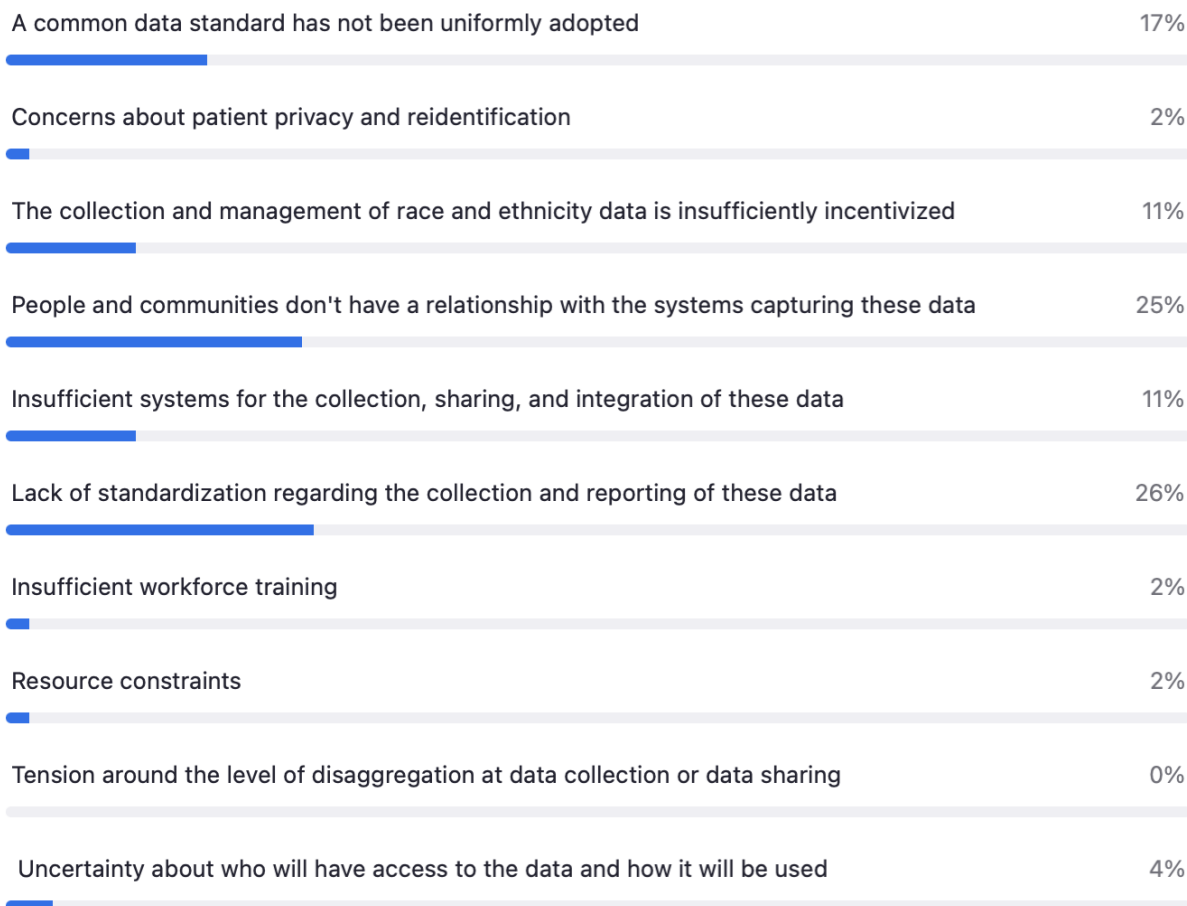 A common data standard has not been uniformly adopted 17%
Concerns about patient privacy and reidentification 2%
The collection and management of race and ethnicity data is insufficiently incentivized 11%
People and communities don't have a relationship with the systems capturing these data 25%
Insufficient systems for the collection, sharing, and integration of these data 11%
Lack of standardization regarding the collection and reporting of these data 26%
Insufficient workforce training 2%
Resource constraints 2%
Tension around the level of disaggregation at data collection or data sharing 0%
Uncertainty about who will have access to the data and how it will be used 4%